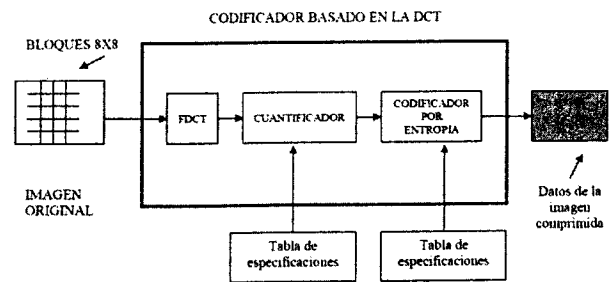 CODIFICADOR BASADO EN LA DCT
BLOQUES 8X8
FDCT
CUANTIFICADOR
CODIFICADOR
POR
ENTROPIA
IMAGEN
ORIGINAL
Datos de la
imagen
comprimida
Tabla de
especificaciones
Tabla de
especificaciones